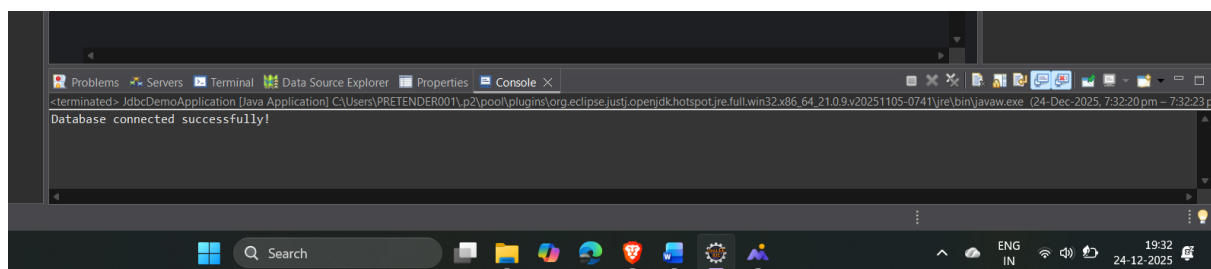 Problems Servers Terminal Data Source Explorer Properties Console
<terminated> JdbcDemoApplication [Java Application] C:\Users\PRETENDER001\.p2\pool\plugins\org.eclipse.justj.openjdk.hotspot.jre.full.win32.x86_64_21.0.9.v20251105-0741\jre\bin\javaw.exe (24-Dec-2025, 7:32:20 pm – 7:32:23 p
Database connected successfully!
Search
ENG
IN
19:32
24-12-2025